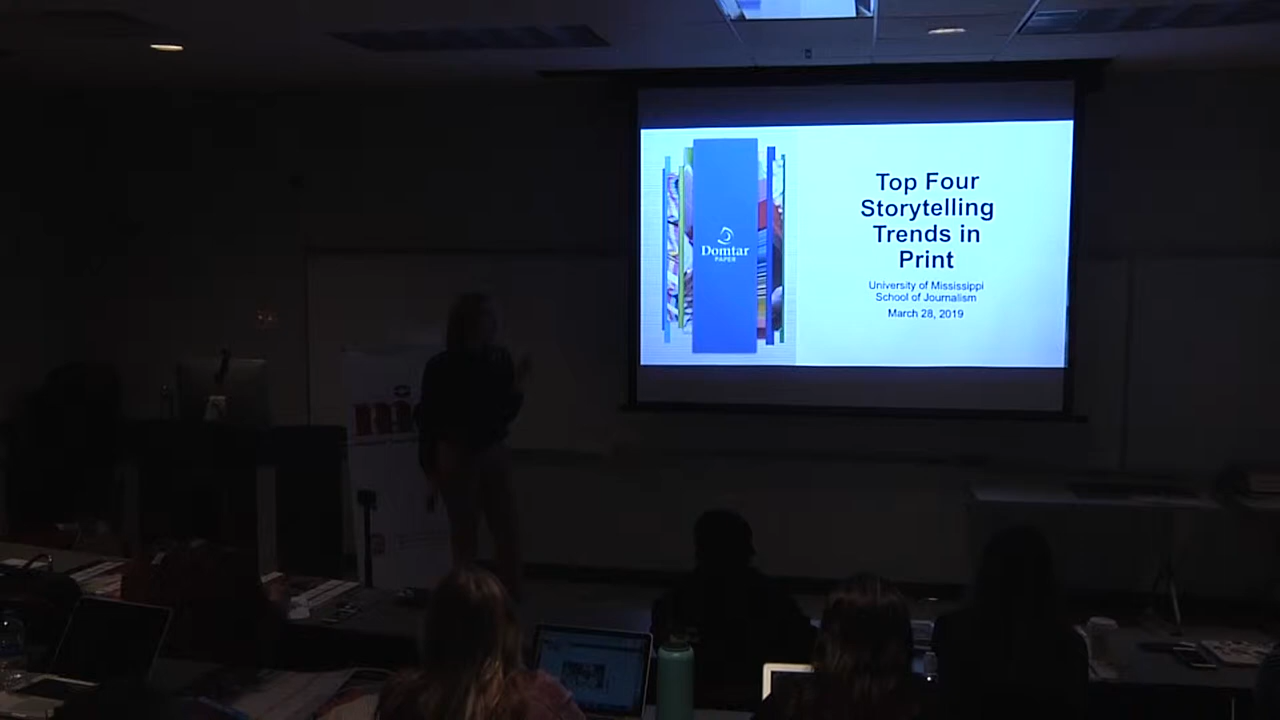 Domtar
PAPER
Top Four
Storytelling
Trends in
Print
University of Mississippi
School of Journalism
March 28, 2019